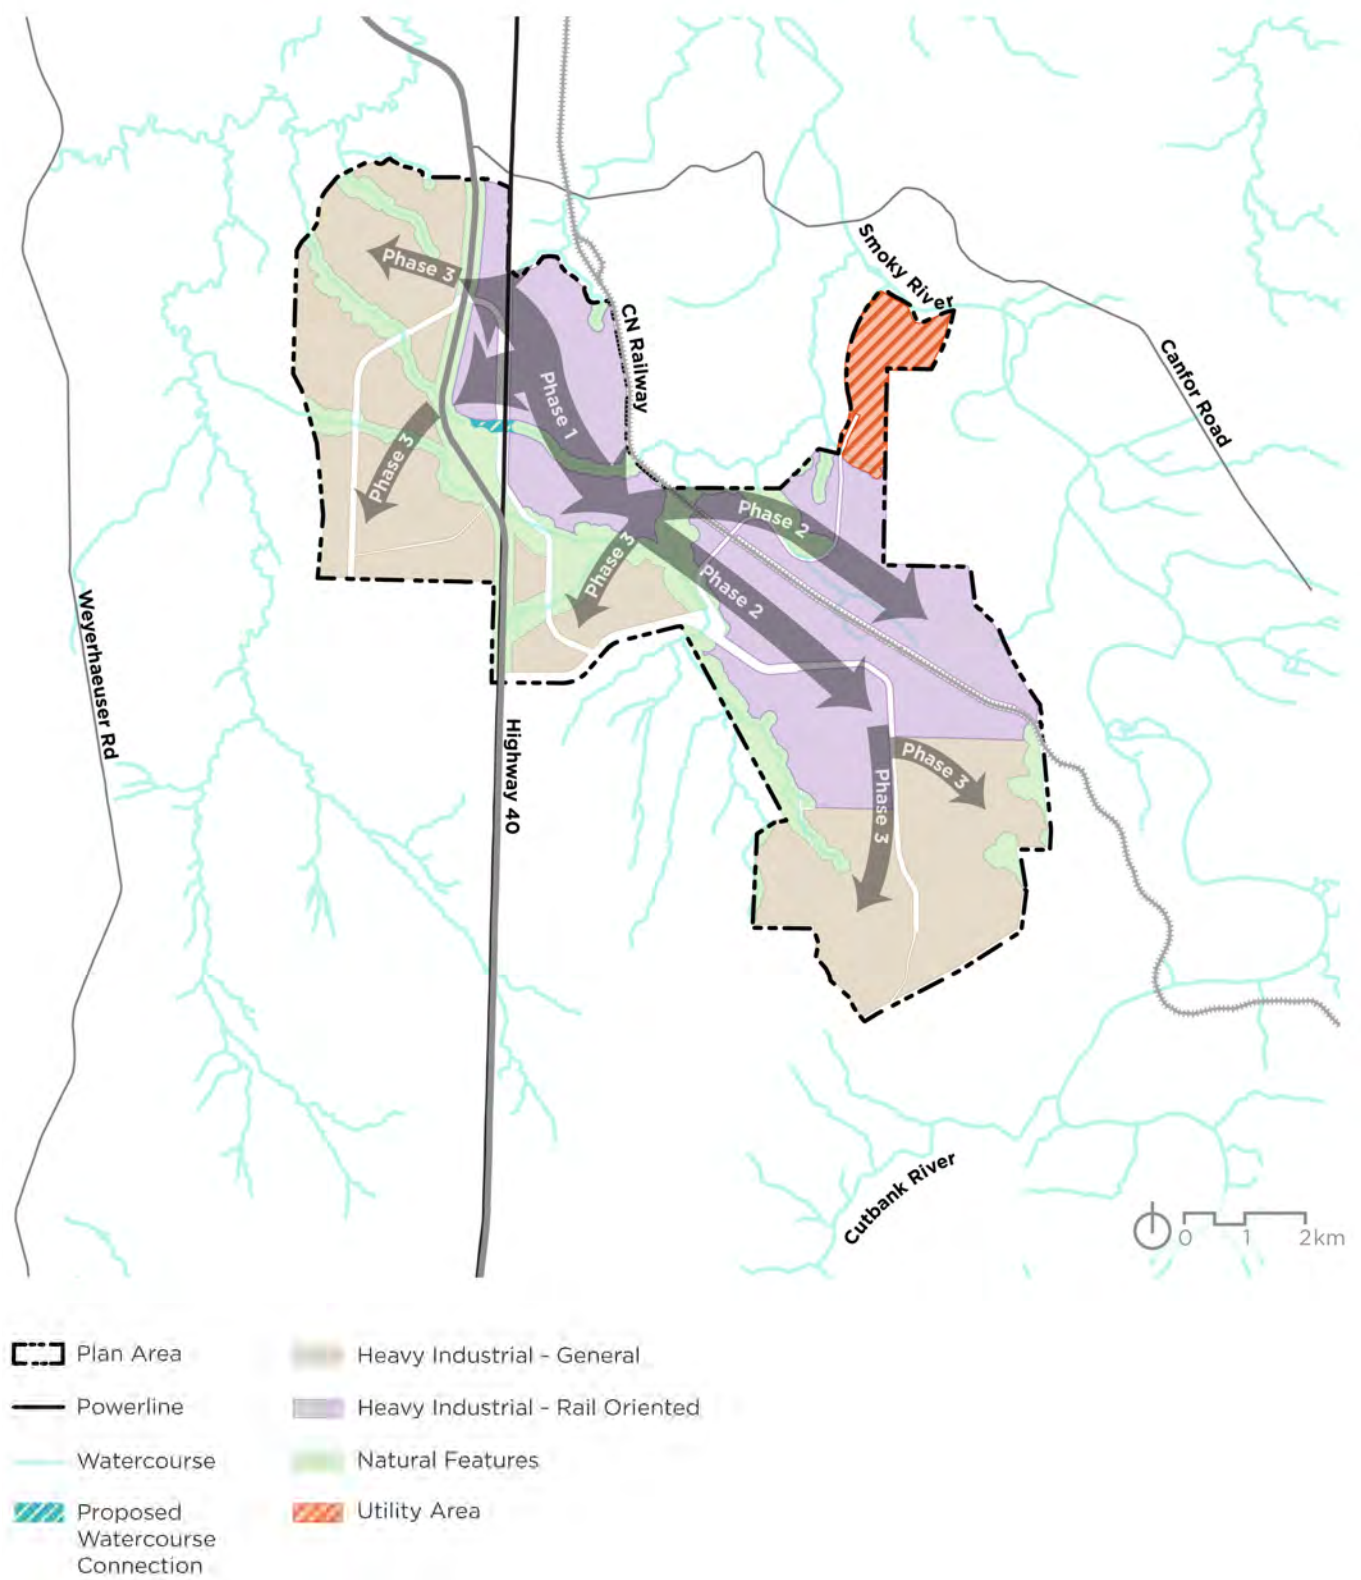 Smoky River
CN Railway
Canfor Road
Phase 3
Phase 1
Phase 3
Phase 2
Phase 3
Phase 2
Weyerhaeuser Rd
Highway 40
Phase 3
Phase 3
Cutbank River
0 1 2km
Plan Area
Heavy Industrial - General
Powerline
Heavy Industrial - Rail Oriented
Watercourse
Natural Features
Proposed
Watercourse
Connection
Utility Area